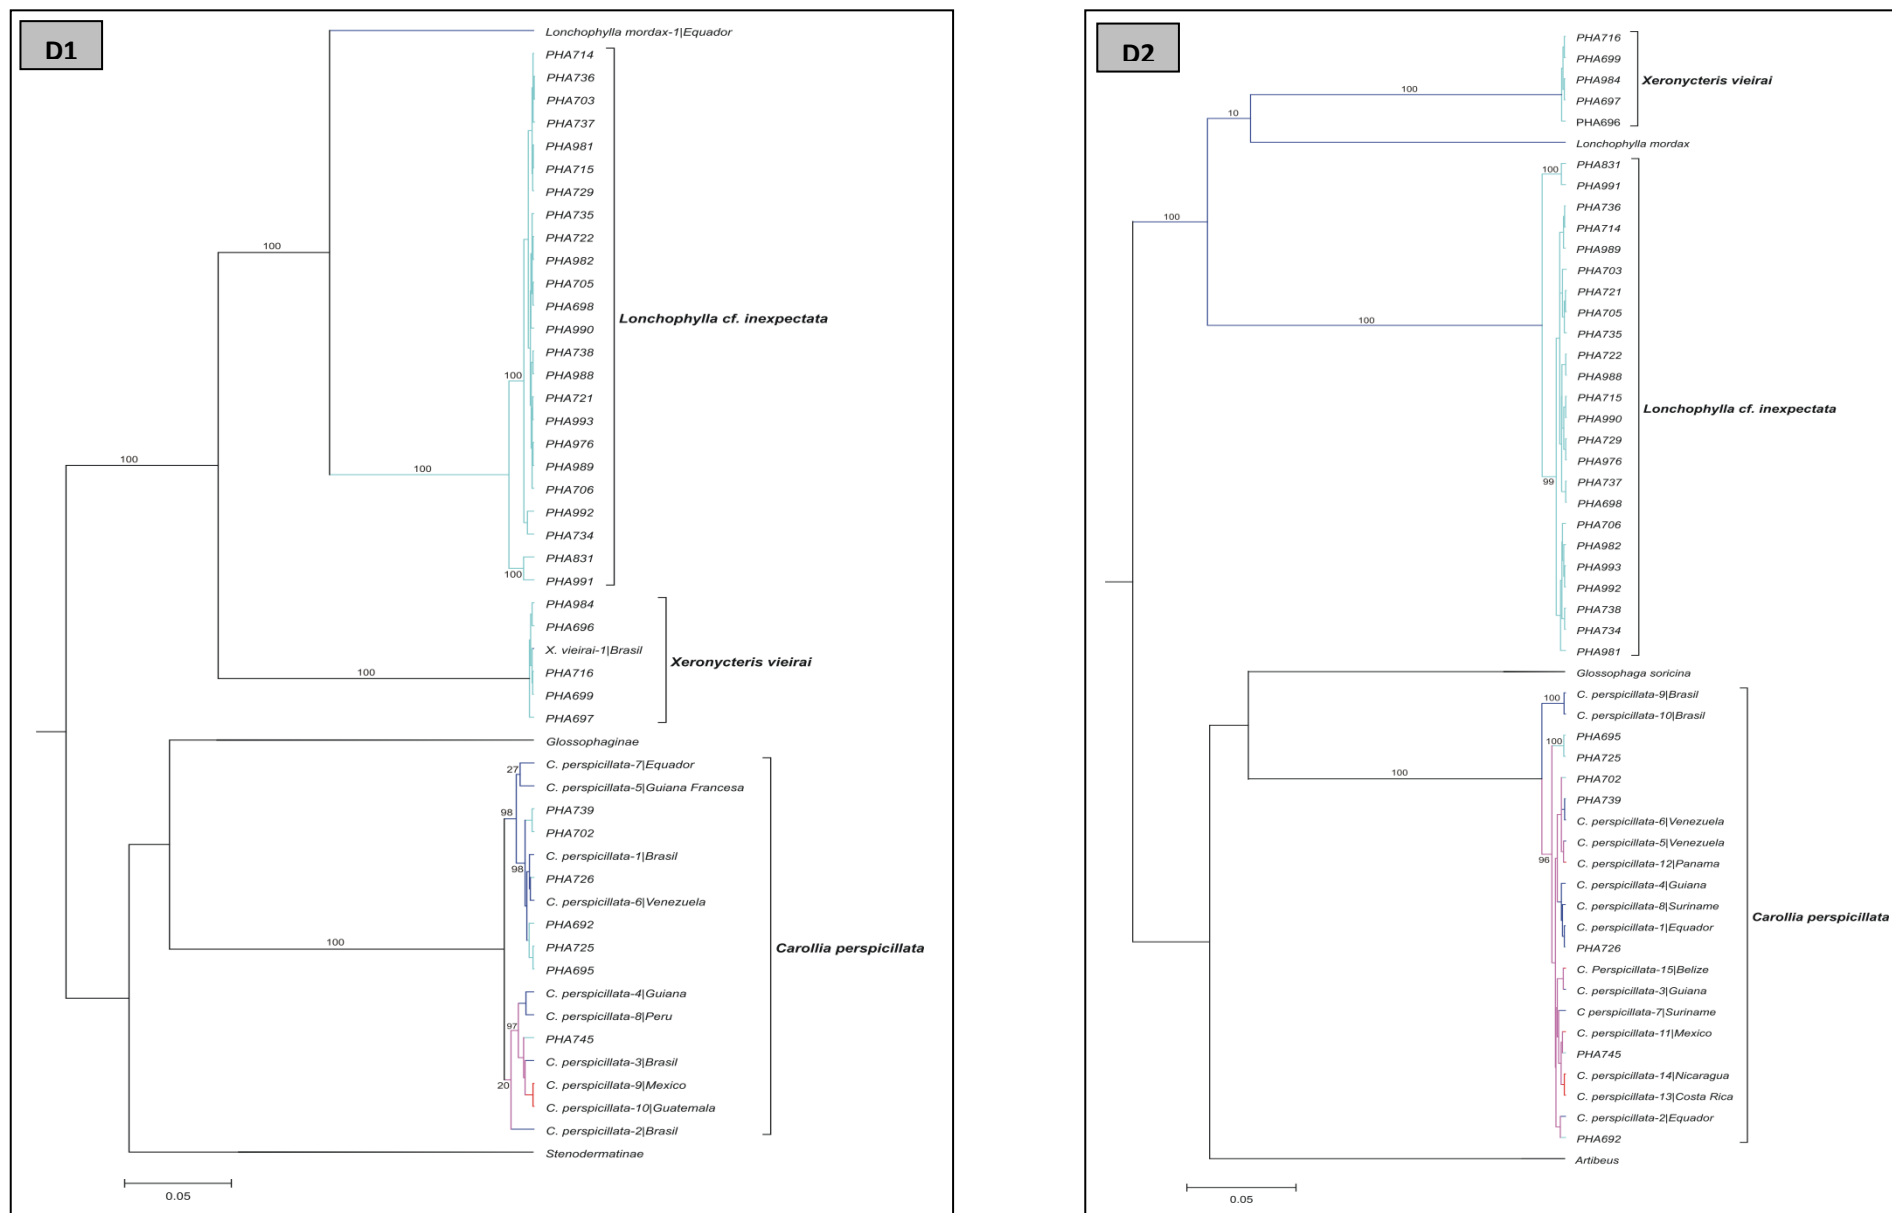 D1
Lonchophylla mordax-1|Equador
PHA714
PHA736
PHA703
PHA737
PHA981
PHA715
PHA729
PHA735
PHA722
PHA982
PHA705
PHA698
PHA990
PHA738
PHA988
PHA721
PHA993
PHA976
PHA989
PHA706
PHA992
PHA734
PHA831
PHA991
Lonchophylla cf. inexpectata
PHA984
PHA696
X. vieirai-1|Brasil
PHA716
PHA699
PHA697
Xeronycteris vieirai
Glossophaginae
C. perspicillata-7|Equador
C. perspicillata-5|Guiana Francesa
PHA739
PHA702
C. perspicillata-1|Brasil
PHA726
C. perspicillata-6|Venezuela
PHA692
PHA725
PHA695
C. perspicillata-4|Guiana
C. perspicillata-8|Peru
PHA745
C. perspicillata-3|Brasil
C. perspicillata-9|Mexico
C. perspicillata-10|Guatemala
C. perspicillata-2|Brasil
Carollia perspicillata
Stenodermatinae
100
100
100
100
100
100
100
27
98
98
100
97
20
0.05
D2
PHA716
PHA699
PHA984
PHA697
PHA696
Xeronycteris vieirai
Lonchophylla mordax
PHA831
PHA991
PHA736
PHA714
PHA989
PHA703
PHA721
PHA705
PHA735
PHA722
PHA988
PHA715
PHA990
PHA729
PHA976
PHA737
PHA698
PHA706
PHA982
PHA993
PHA992
PHA738
PHA734
PHA981
Lonchophylla cf. inexpectata
Glossophaga soricina
C. perspicillata-9|Brasil
C. perspicillata-10|Brasil
PHA695
PHA725
PHA702
PHA739
C. perspicillata-6|Venezuela
C. perspicillata-5|Venezuela
C. perspicillata-12|Panama
C. perspicillata-4|Guiana
C. perspicillata-8|Suriname
C. perspicillata-1|Equador
PHA726
C. Perspicillata-15|Belize
C. perspicillata-3|Guiana
C perspicillata-7|Suriname
C. perspicillata-11|Mexico
PHA745
C. perspicillata-14|Nicaragua
C. perspicillata-13|Costa Rica
C. perspicillata-2|Equador
PHA692
Carollia perspicillata
Artibeus
100
10
100
100
100
99
100
100
100
96
0.05